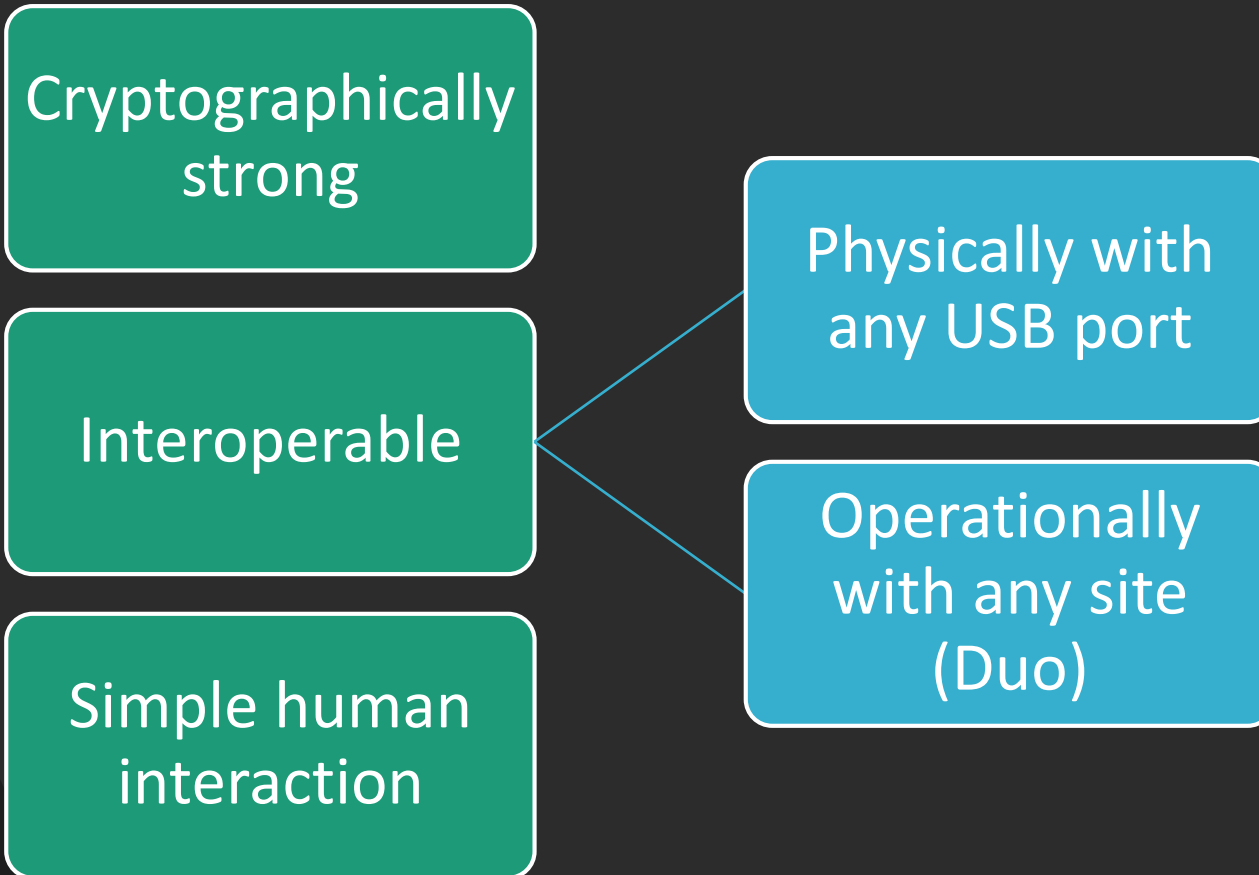 Cryptographically
strong
Interoperable
Simple human
interaction
Physically with
any USB port
Operationally
with any site
(Duo)